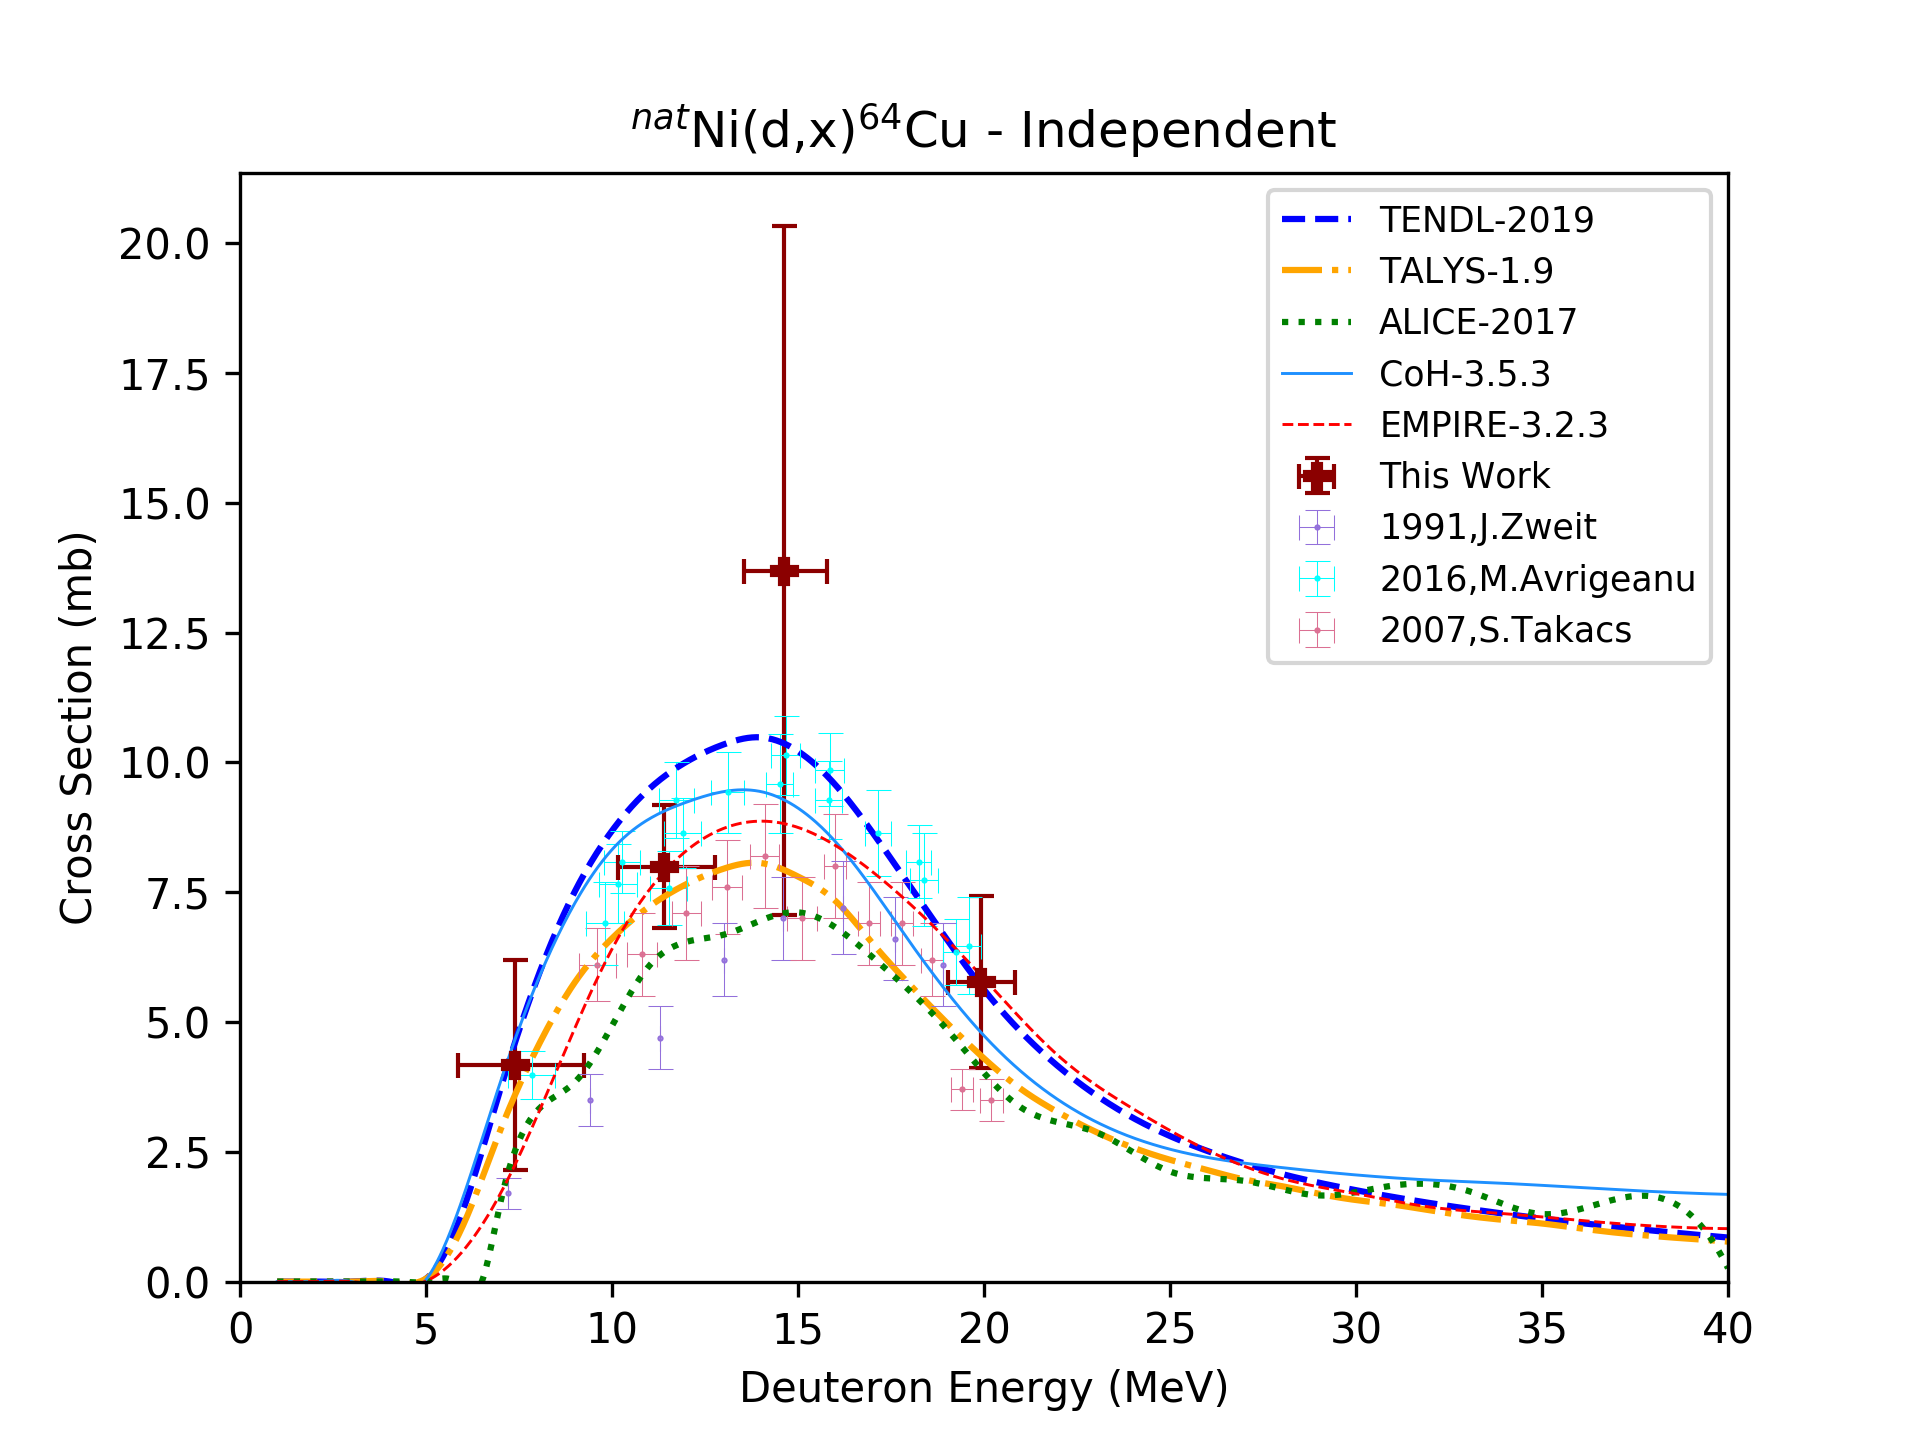 natNi(d,x)64Cu - Independent
TENDL-2019
TALYS-1.9
ALICE-2017
CoH-3.5.3
EMPIRE-3.2.3
This Work
1991,J.Zweit
2016,M.Avrigeanu
2007,S.Takacs
Cross Section (mb)
20.0
17.5
15.0
12.5
10.0
7.5
5.0
2.5
0.0
0 5 10 15 20 25 30 35 40
Deuteron Energy (MeV)